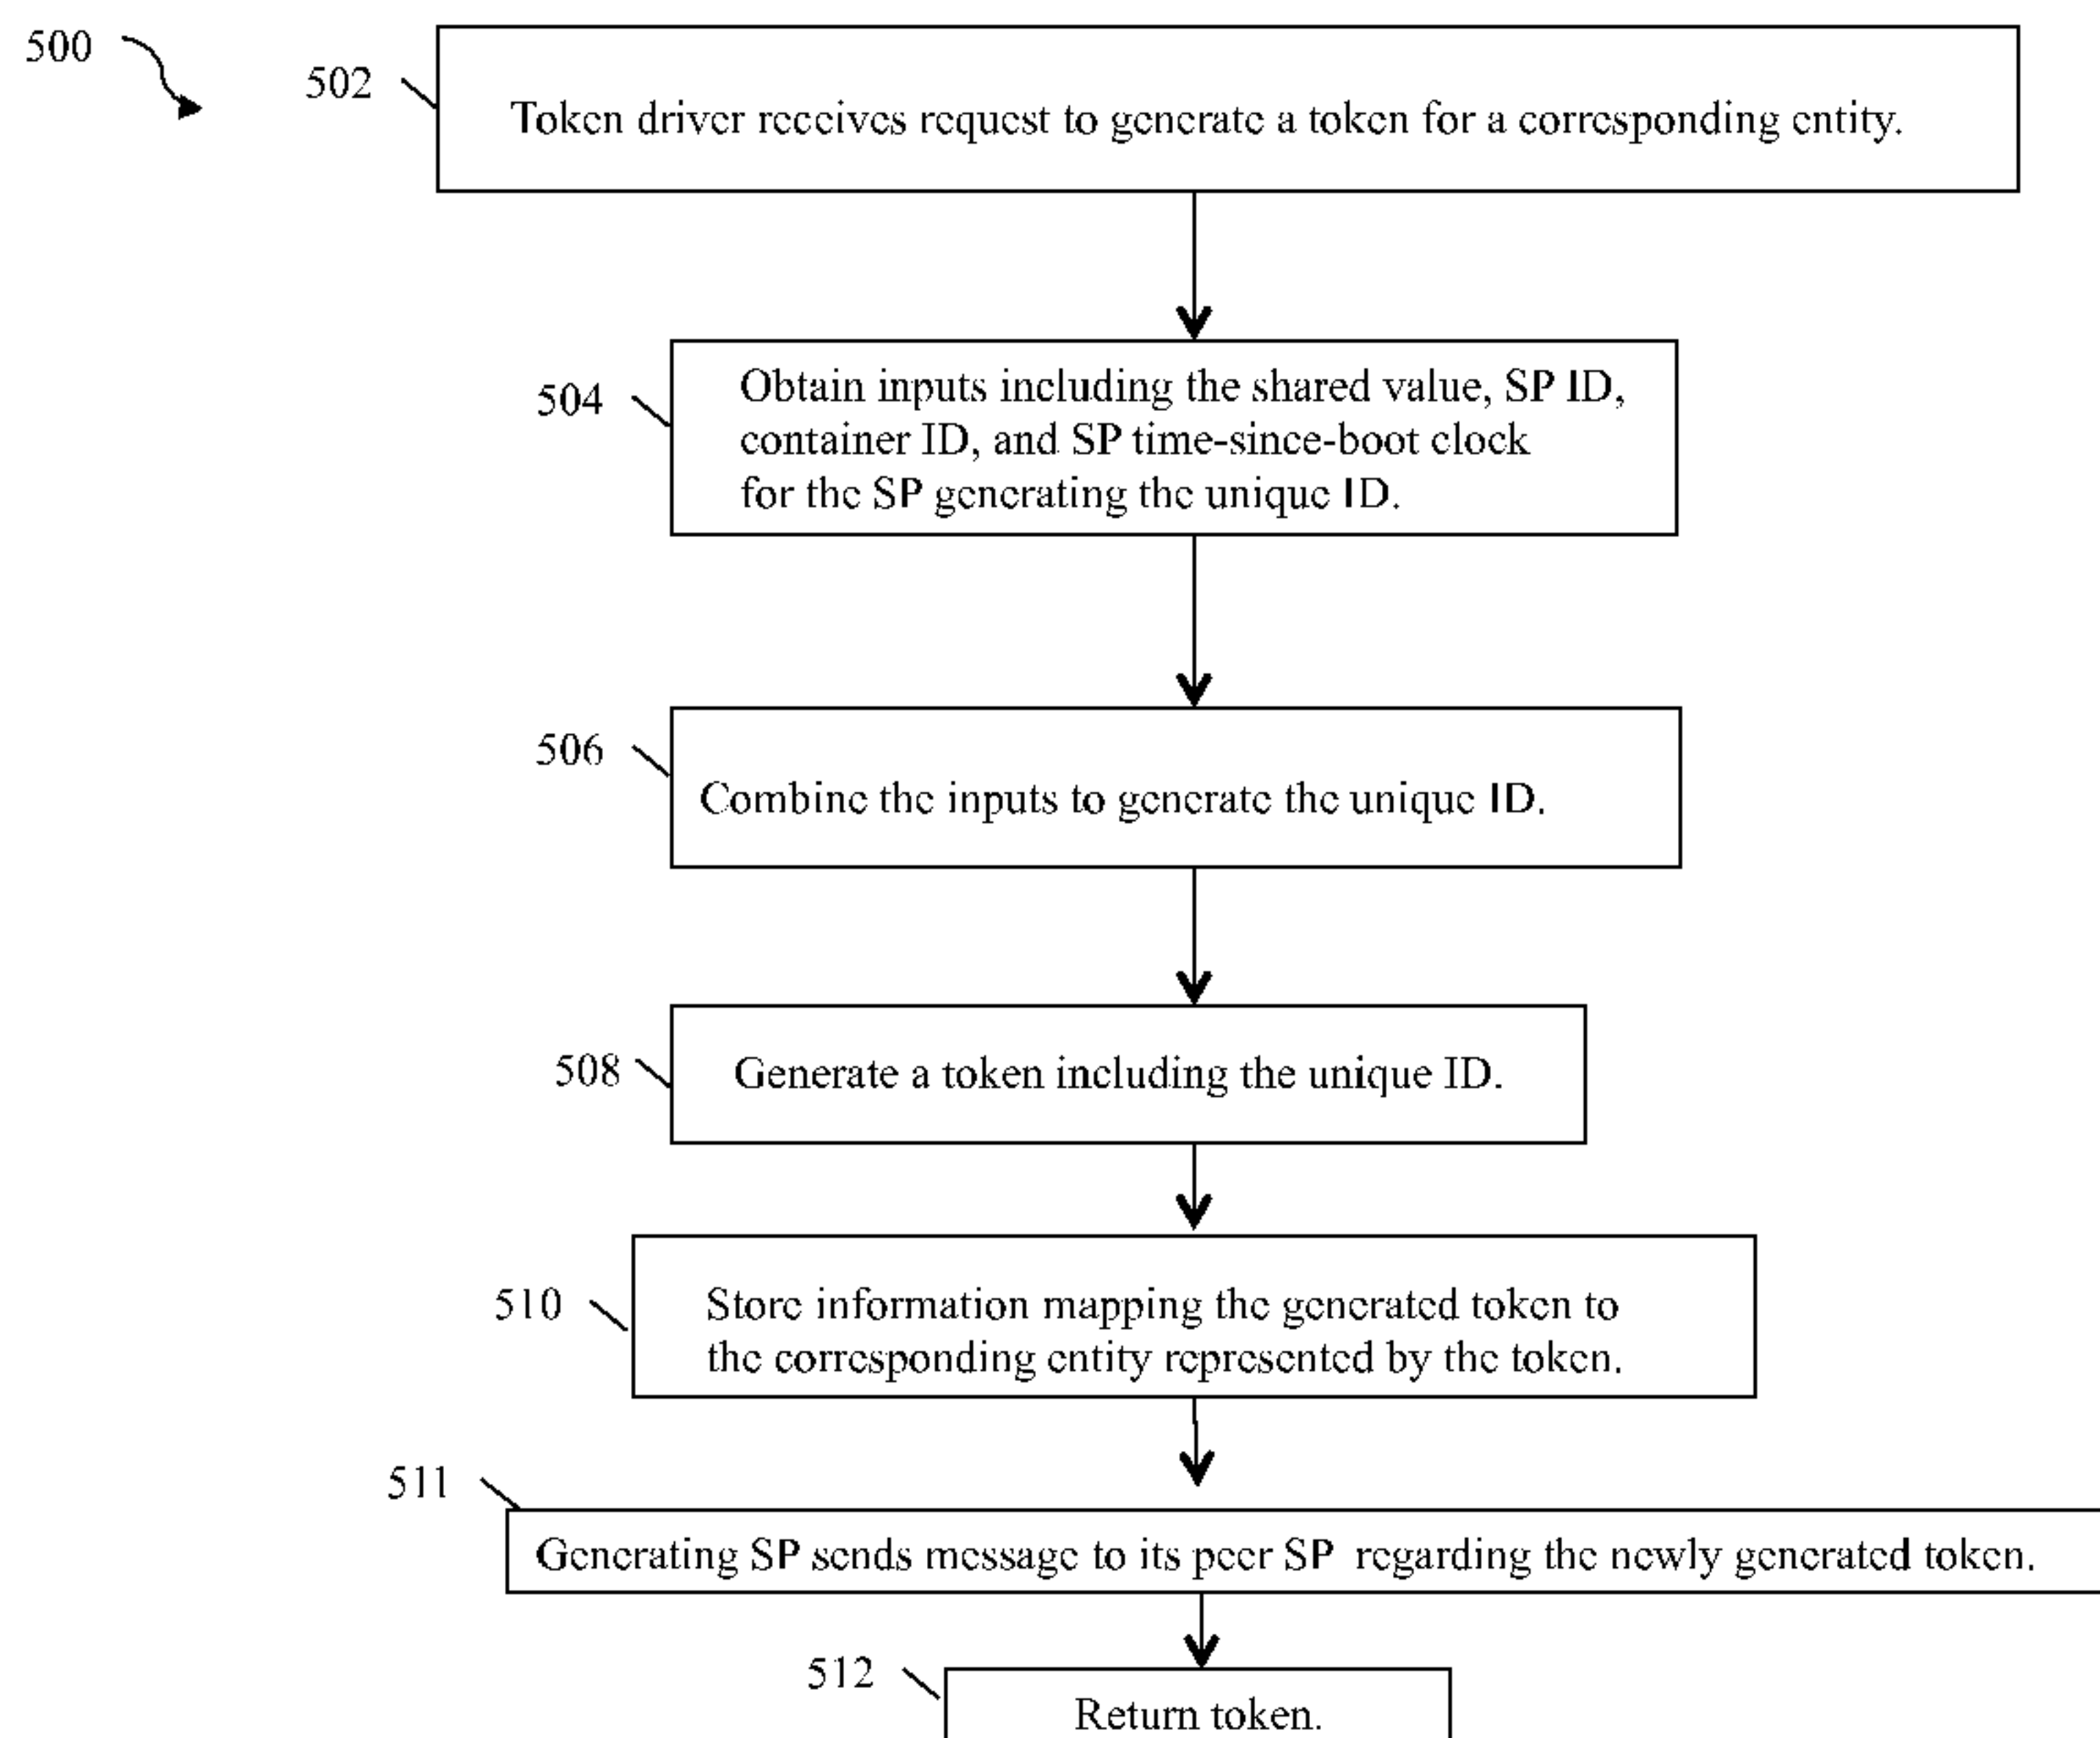 500
502
Token driver receives request to generate a token for a corresponding entity.
504
Obtain inputs including the shared value, SP ID,
container ID, and SP time-since-boot clock
for the SP generating the unique ID.
506
Combine the inputs to generate the unique ID.
508
Generate a token including the unique ID.
510
Store information mapping the generated token to
the corresponding entity represented by the token.
511
Generating SP sends message to its peer SP regarding the newly generated token.
512
Return token.